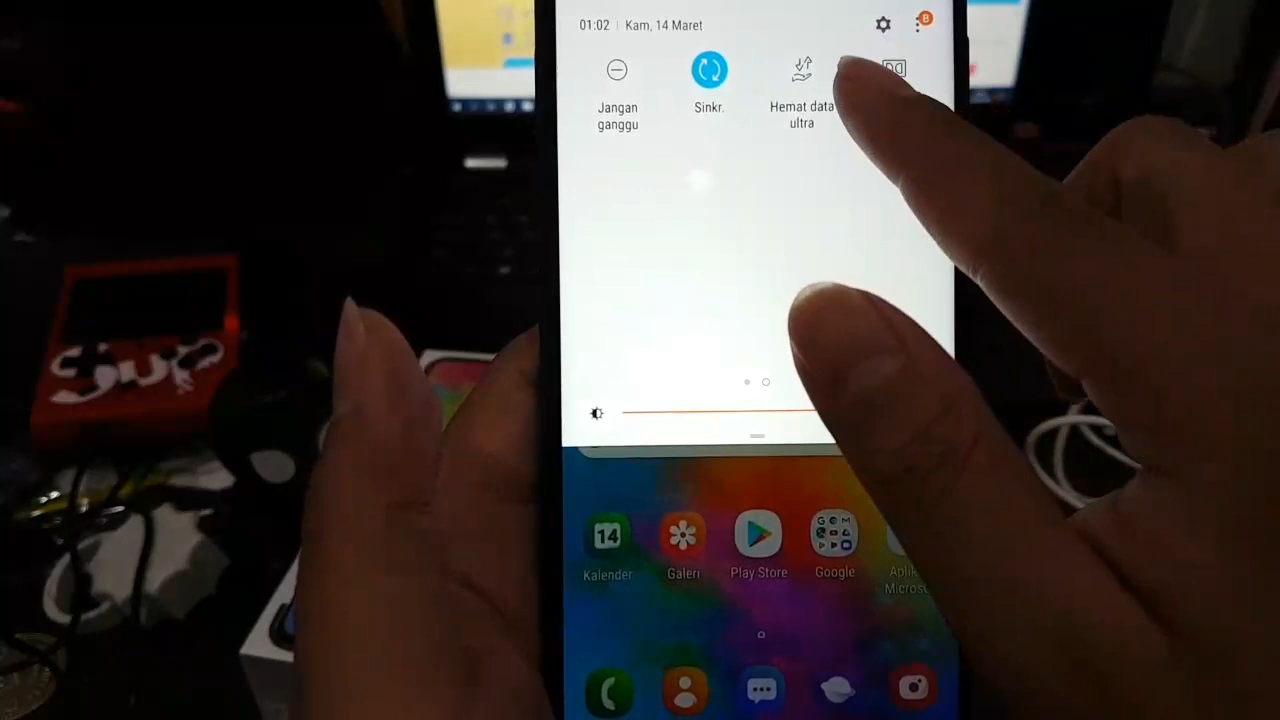 01:02 | Kam, 14 Maret
B
Jangan
ganggu
Sinkr.
Hemat data
ultra
14
Kalender
Galeri
Play Store
Google